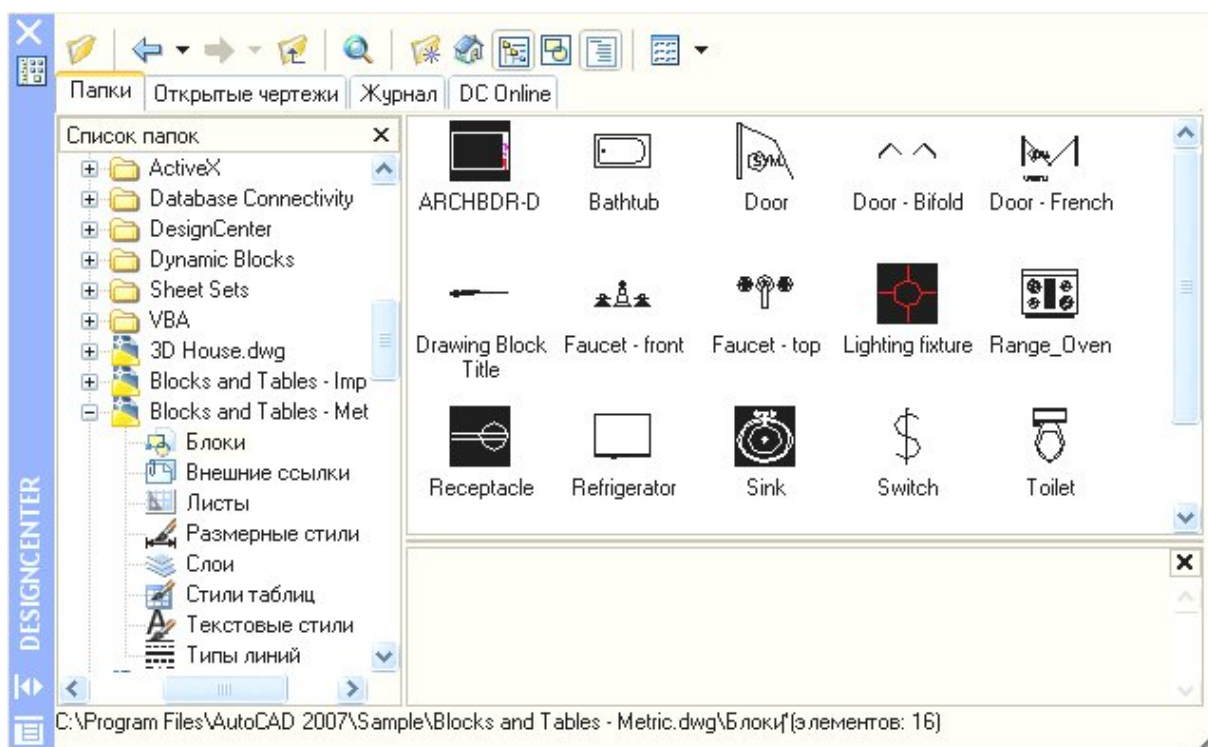 Папки
Открытые чертежи
Журнал
DC Online
Список папок
ActiveX
Database Connectivity
DesignCenter
Dynamic Blocks
Sheet Sets
VBA
3D House.dwg
Blocks and Tables - Imp
Blocks and Tables - Met
Блоки
Внешние ссылки
Листы
Размерные стили
Слои
Стили таблиц
Текстовые стили
Типы линий
ARCHBDR-D
Bathtub
Door
Door - Bifold
Door - French
Drawing Block
Title
Faucet - front
Faucet - top
Lighting fixture
Range_Oven
Receptacle
Refrigerator
Sink
Switch
Toilet
DESIGNCENTER
C:\Program Files\AutoCAD 2007\Sample\Blocks and Tables - Metric.dwg\Блоки"(элементов: 16)